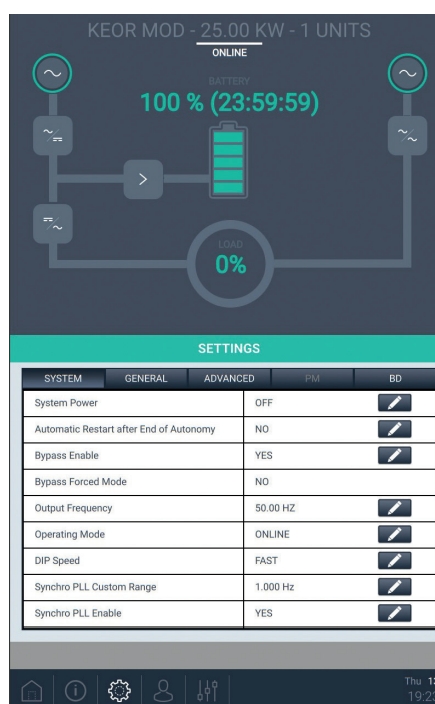 KEOR MOD - 25.00 KW - 1 UNITS
ONLINE
BATTERY
100 % (23:59:59)
LOAD
0%
SETTINGS
SYSTEM GENERAL ADVANCED PM BD
System Power OFF
Automatic Restart after End of Autonomy NO
Bypass Enable YES
Bypass Forced Mode NO
Output Frequency 50.00 HZ
Operating Mode ONLINE
DIP Speed FAST
Synchro PLL Custom Range 1.000 Hz
Synchro PLL Enable YES
Thu
19:23